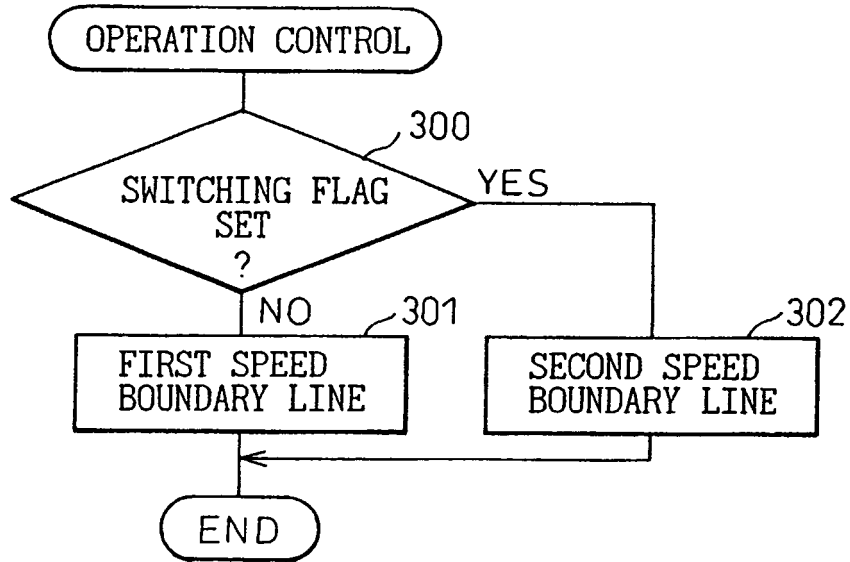 OPERATION CONTROL
300
SWITCHING FLAG
SET
?
YES
NO
301
FIRST SPEED
BOUNDARY LINE
302
SECOND SPEED
BOUNDARY LINE
END